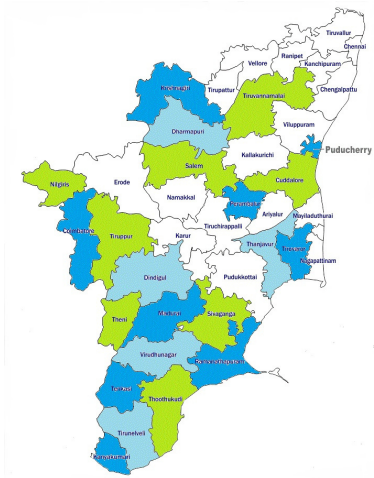 Tiruvallur
Chennai
Ranipet
Vellore
Kanchipuram
Tirupattur
Chengalpattu
Krishnagiri
Tiruvannamalai
Viluppuram
Dharmapuri
Puducherry
Kallakurichi
Salem
Cuddalore
Erode
Nilgiris
Namakkal
Perambalur
Ariyalur
Mayiladuthurai
Coimbatore
Tiruppur
Karur
Tiruchirappalli
Thanjavur
Tiruvarur
Nagapattinam
Dindigul
Pudukkottai
Theni
Madurai
Sivaganga
Virudhunagar
Ramanathapuram
Tenkasi
Thoothukudi
Tirunelveli
Kanyakumari